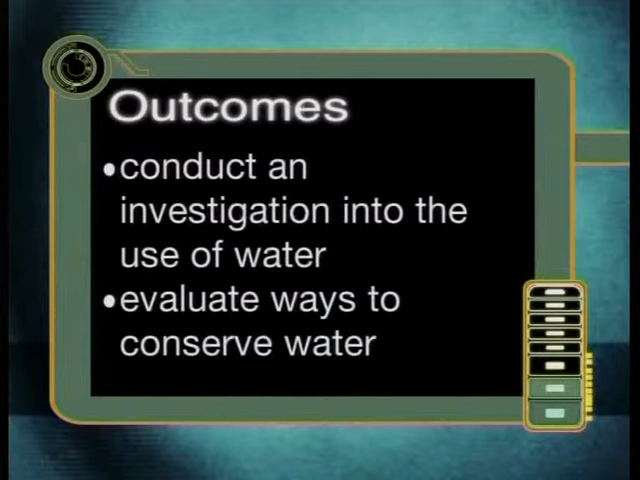 Outcomes
•conduct an
investigation into the
use of water
•evaluate ways to
conserve water